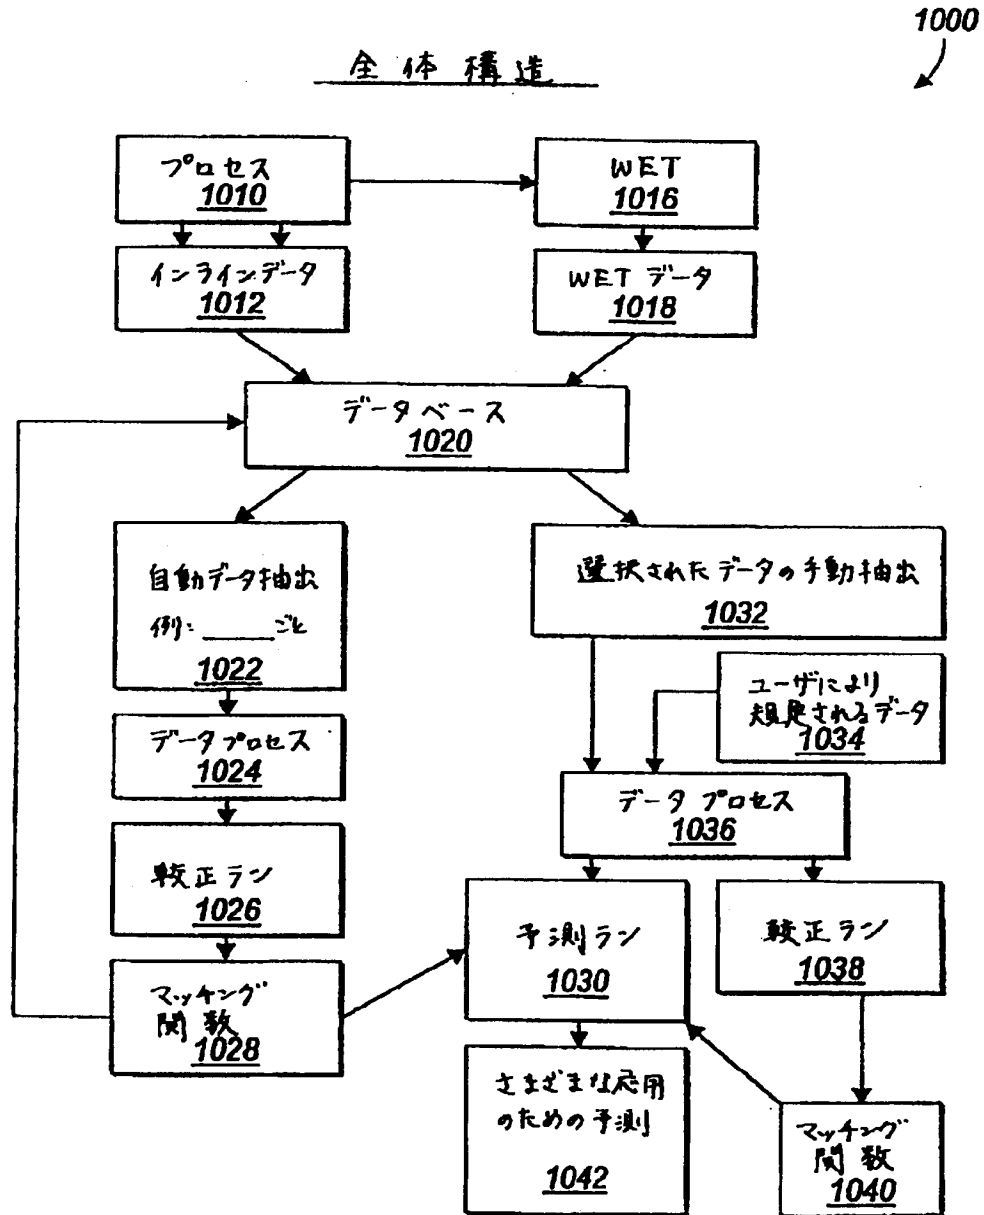 1000
全体構造
プロセス
1010
WET
1016
インラインデータ
1012
WET データ
1018
データベース
1020
自動データ抽出
例: _____ごと
1022
選択されたデータの手動抽出
1032
ユーザにより
規定されるデータ
1034
データプロセス
1024
データ プロセス
1036
較正ラン
1026
予測ラン
1030
較正ラン
1038
マッチング
関数
1028
さまざまな応用
のための予測
1042
マッチング
関数
1040